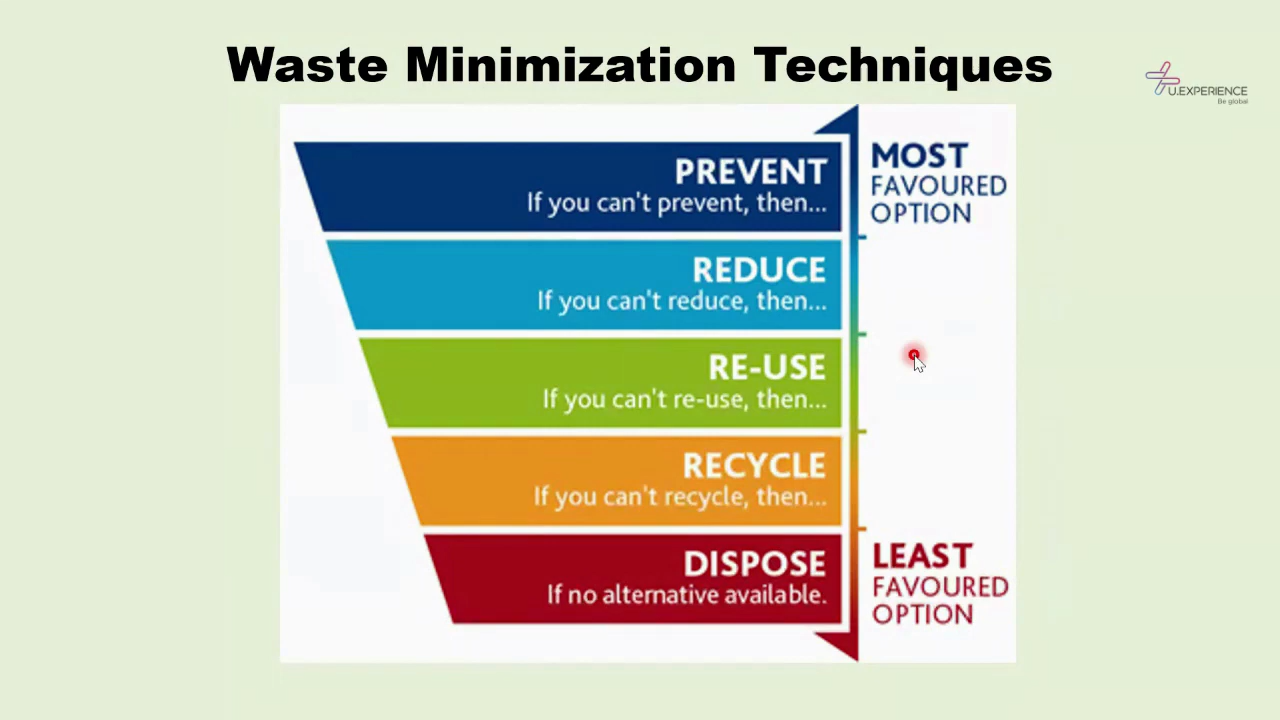 Waste Minimization Techniques
U.EXPERIENCE
Be global
PREVENT
If you can't prevent, then...
MOST
FAVOURED
OPTION
REDUCE
If you can't reduce, then...
RE-USE
If you can't re-use, then...
RECYCLE
If you can't recycle, then...
DISPOSE
If no alternative available.
LEAST
FAVOURED
OPTION